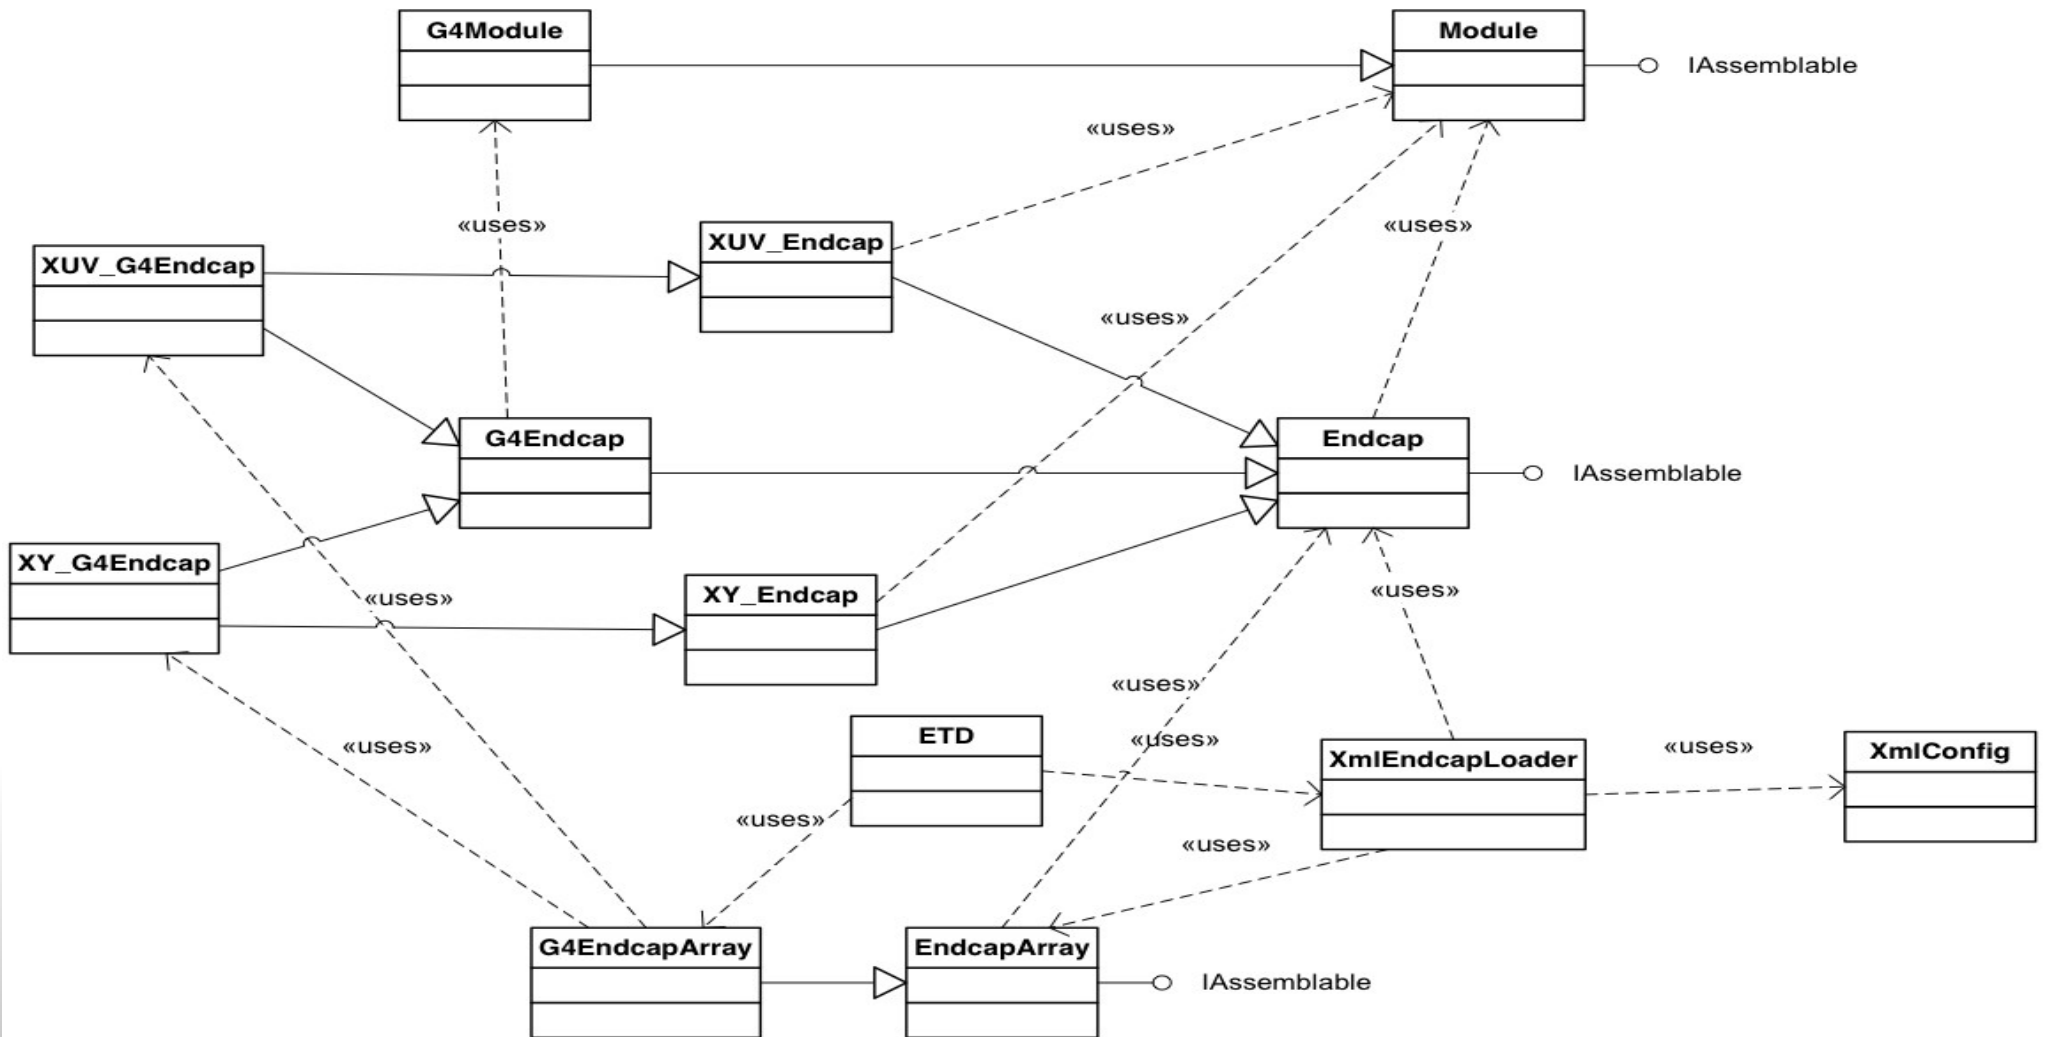 G4Module
Module
IAssemblable
«uses»
«uses»
«uses»
XUV_Endcap
XUV_G4Endcap
«uses»
G4Endcap
Endcap
IAssemblable
XY_G4Endcap
«uses»
XY_Endcap
«uses»
«uses»
ETD
«uses»
«uses»
«uses»
XmlConfig
XmlEndcapLoader
«uses»
«uses»
G4EndcapArray
EndcapArray
IAssemblable